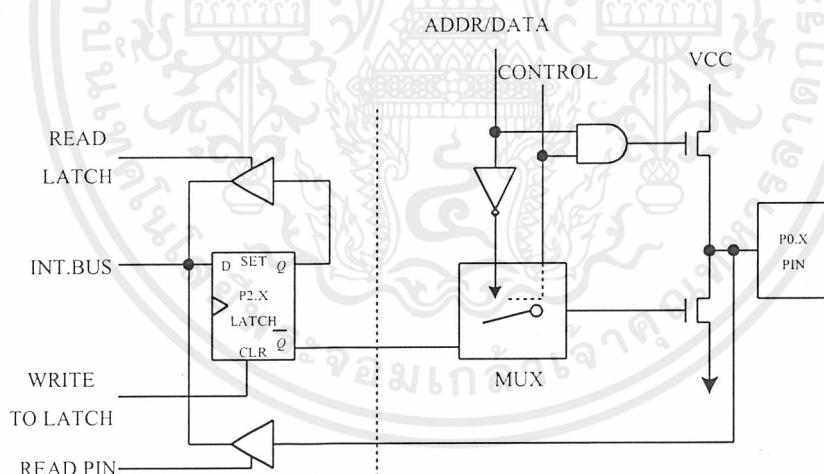 ADDR/DATA
CONTROL
VCC
READ
LATCH
INT.BUS
D SET Q
P2.X
LATCH
Q
CLR
MUX
P0.X
PIN
WRITE
TO LATCH
READ PIN